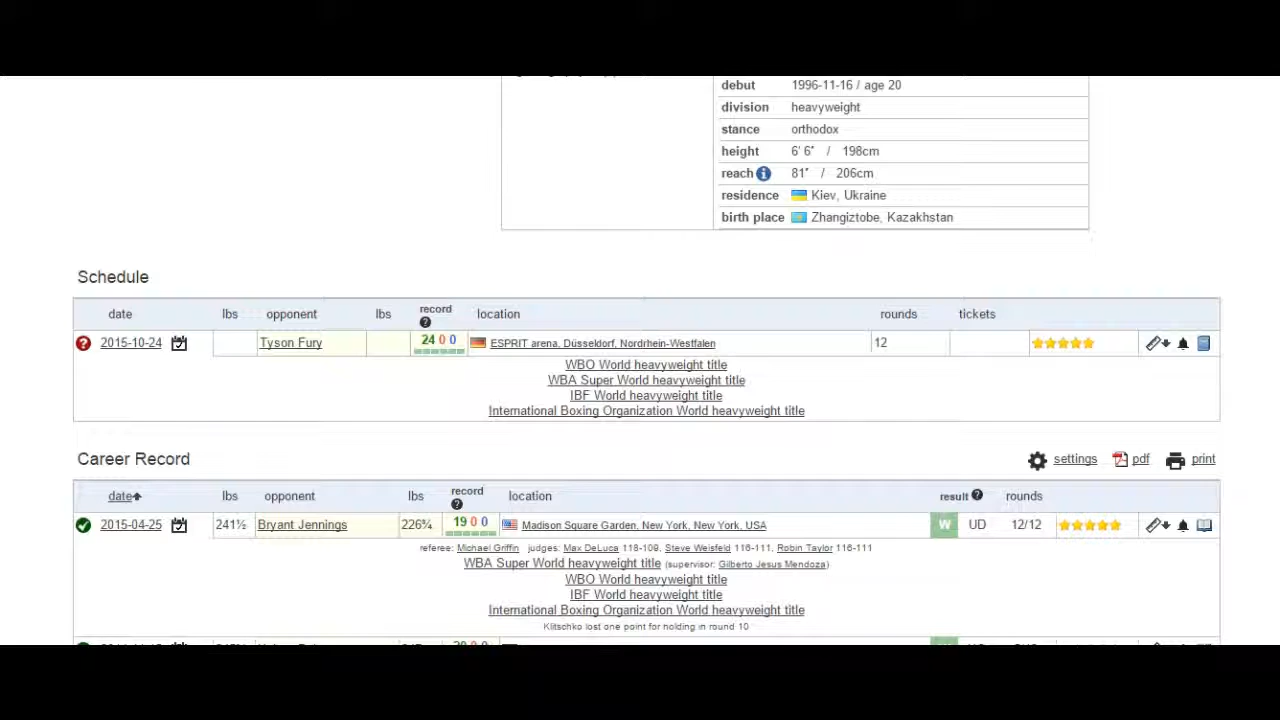 debut 1996-11-16 / age 20
division heavyweight
stance orthodox
height 6′ 6″ / 198cm
reach 81″ / 206cm
residence Kiev, Ukraine
birth place Zhangiztobe, Kazakhstan
Schedule
date lbs opponent lbs record location rounds tickets
2015-10-24 Tyson Fury 24 0 0 ESPRIT arena, Düsseldorf, Nordrhein-Westfalen 12
WBO World heavyweight title
WBA Super World heavyweight title
IBF World heavyweight title
International Boxing Organization World heavyweight title
Career Record settings pdf print
date lbs opponent lbs record location result rounds
2015-04-25 241½ Bryant Jennings 226¾ 19 0 0 Madison Square Garden, New York, New York, USA W UD 12/12
referee: Michael Griffin judges: Max DeLuca 118-109, Steve Weisfeld 116-111, Robin Taylor 116-111
WBA Super World heavyweight title (supervisor: Gilberto Jesus Mendoza)
WBO World heavyweight title
IBF World heavyweight title
International Boxing Organization World heavyweight title
Klitschko lost one point for holding in round 10